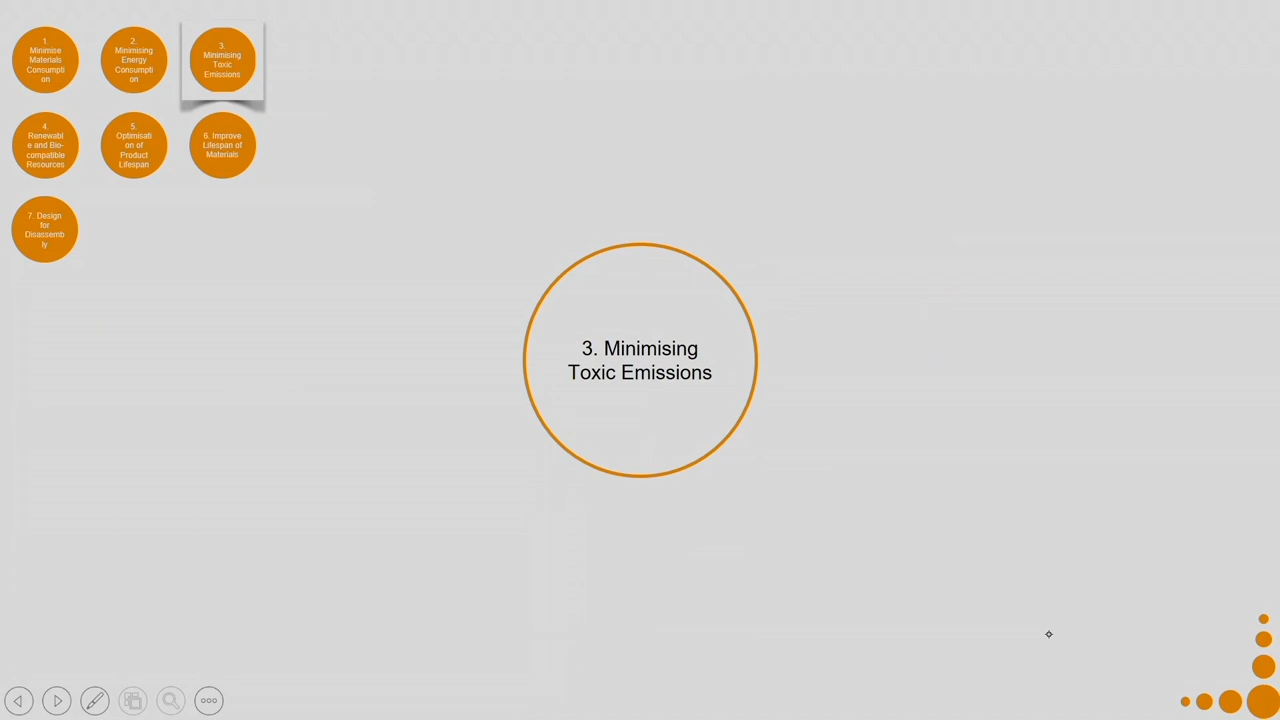 1.
Minimise
Materials
Consumpti
on
2.
Minimising
Energy
Consumpti
on
3.
Minimising
Toxic
Emissions
4.
Renewabl
e and Bio-
compatible
Resources
5.
Optimisati
on of
Product
Lifespan
6. Improve
Lifespan of
Materials
7. Design
for
Disassemb
ly
3. Minimising
Toxic Emissions